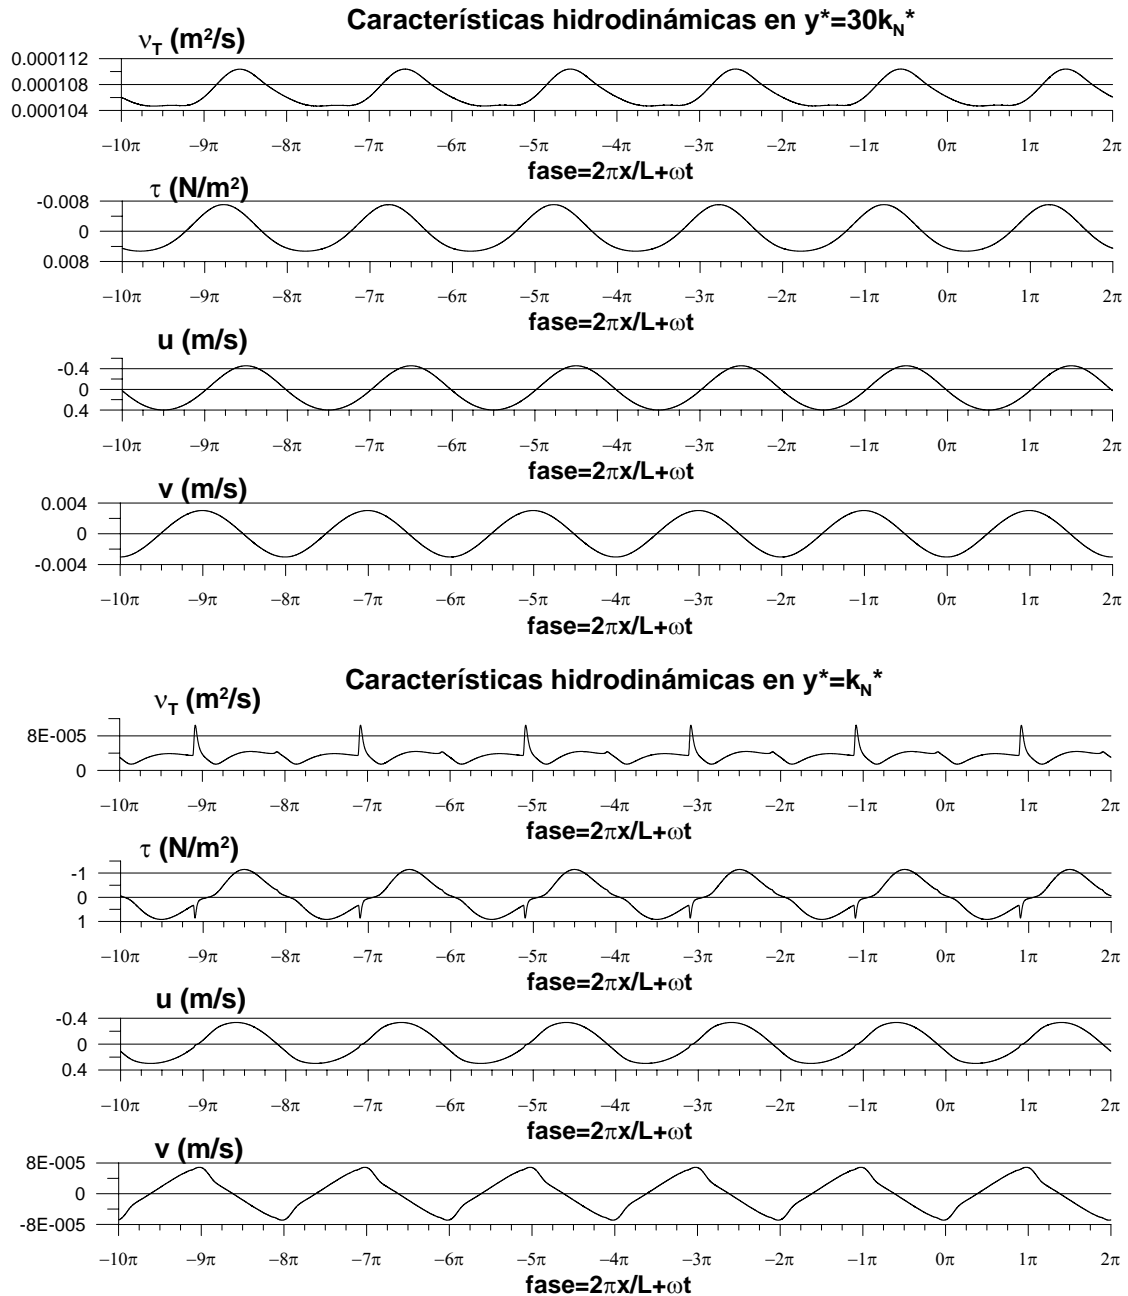 Características hidrodinámicas en y*=30k_N*
ν_T (m²/s)
0.000112
0.000108
0.000104
−10π −9π −8π −7π −6π −5π −4π −3π −2π −1π 0π 1π 2π
fase=2πx/L+ωt
τ (N/m²)
-0.008
0
0.008
−10π −9π −8π −7π −6π −5π −4π −3π −2π −1π 0π 1π 2π
fase=2πx/L+ωt
u (m/s)
-0.4
0
0.4
−10π −9π −8π −7π −6π −5π −4π −3π −2π −1π 0π 1π 2π
fase=2πx/L+ωt
v (m/s)
0.004
0
-0.004
−10π −9π −8π −7π −6π −5π −4π −3π −2π −1π 0π 1π 2π
fase=2πx/L+ωt
Características hidrodinámicas en y*=k_N*
ν_T (m²/s)
8E-005
0
−10π −9π −8π −7π −6π −5π −4π −3π −2π −1π 0π 1π 2π
fase=2πx/L+ωt
τ (N/m²)
-1
0
1
−10π −9π −8π −7π −6π −5π −4π −3π −2π −1π 0π 1π 2π
fase=2πx/L+ωt
u (m/s)
-0.4
0
0.4
−10π −9π −8π −7π −6π −5π −4π −3π −2π −1π 0π 1π 2π
fase=2πx/L+ωt
v (m/s)
8E-005
0
-8E-005
−10π −9π −8π −7π −6π −5π −4π −3π −2π −1π 0π 1π 2π
fase=2πx/L+ωt